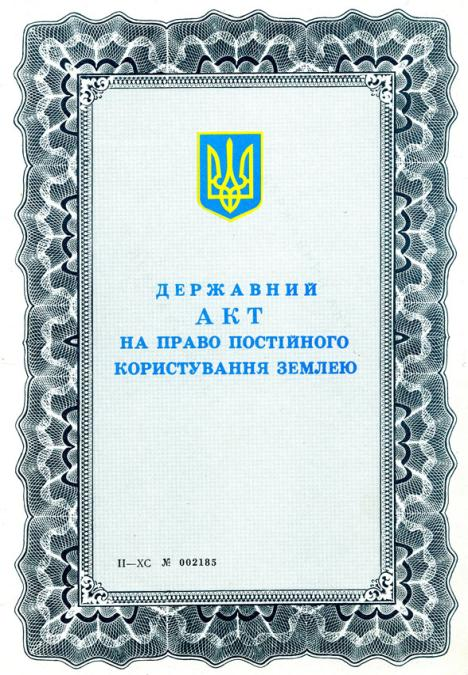 ДЕРЖАВНИЙ
АКТ
НА ПРАВО ПОСТІЙНОГО
КОРИСТУВАННЯ ЗЕМЛЕЮ
II—ХС № 002185